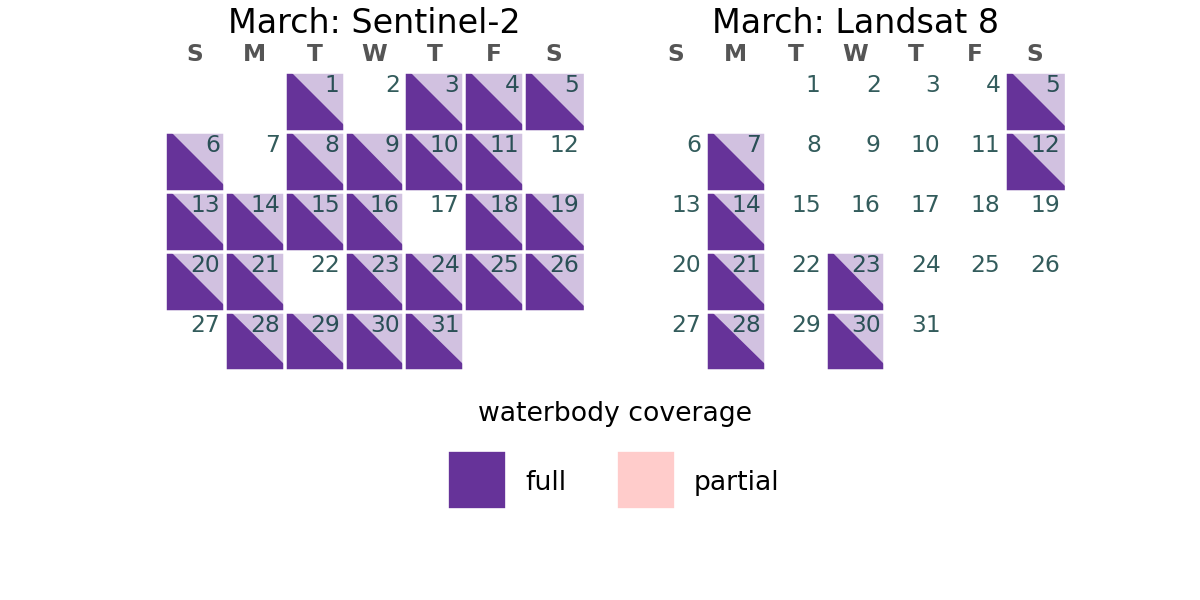 March: Sentinel-2
S M T W T F S
1 2 3 4 5
6 7 8 9 10 11 12
13 14 15 16 17 18 19
20 21 22 23 24 25 26
27 28 29 30 31
March: Landsat 8
S M T W T F S
1 2 3 4 5
6 7 8 9 10 11 12
13 14 15 16 17 18 19
20 21 22 23 24 25 26
27 28 29 30 31
waterbody coverage
full partial